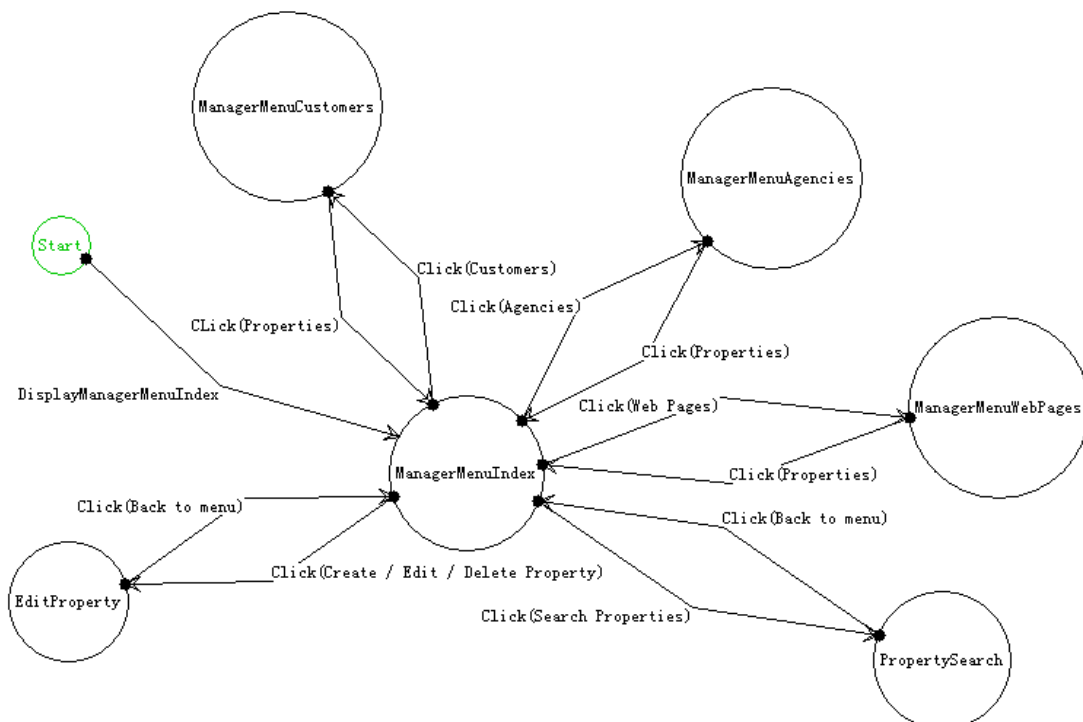 ManagerMenuCustomers
ManagerMenuAgencies
Start
Click(Customers)
Click(Agencies)
CLick(Properties)
Click(Properties)
DisplayManagerMenuIndex
Click(Web Pages)
ManagerMenuWebPages
ManagerMenuIndex
Click(Properties)
Click(Back to menu)
Click(Back to menu)
Click(Create / Edit / Delete Property)
EditProperty
Click(Search Properties)
PropertySearch